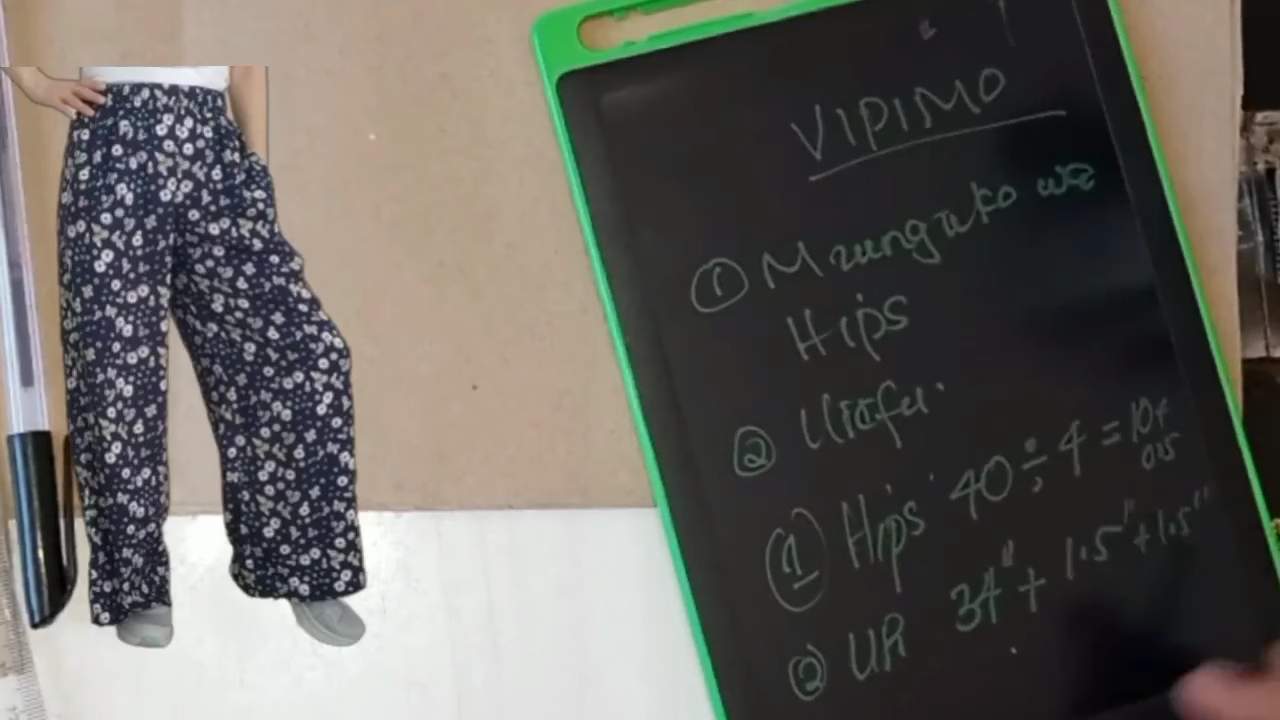 VIPIMO
① Mzunguko wa
Hips
② Urefu.
① Hips 40 ÷ 4 = 10+
0.5
② UR 34" + 1.5" + 1.5"